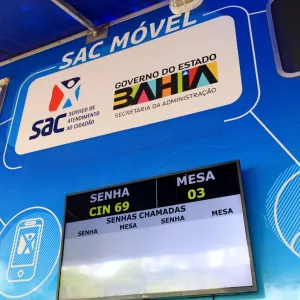 SAC MÓVEL
sac
SERVIÇO DE
ATENDIMENTO
AO CIDADÃO
GOVERNO DO ESTADO
BAHIA
SECRETARIA DA ADMINISTRAÇÃO
SENHA MESA
CIN 69 03
SENHAS CHAMADAS
SENHA MESA SENHA MESA